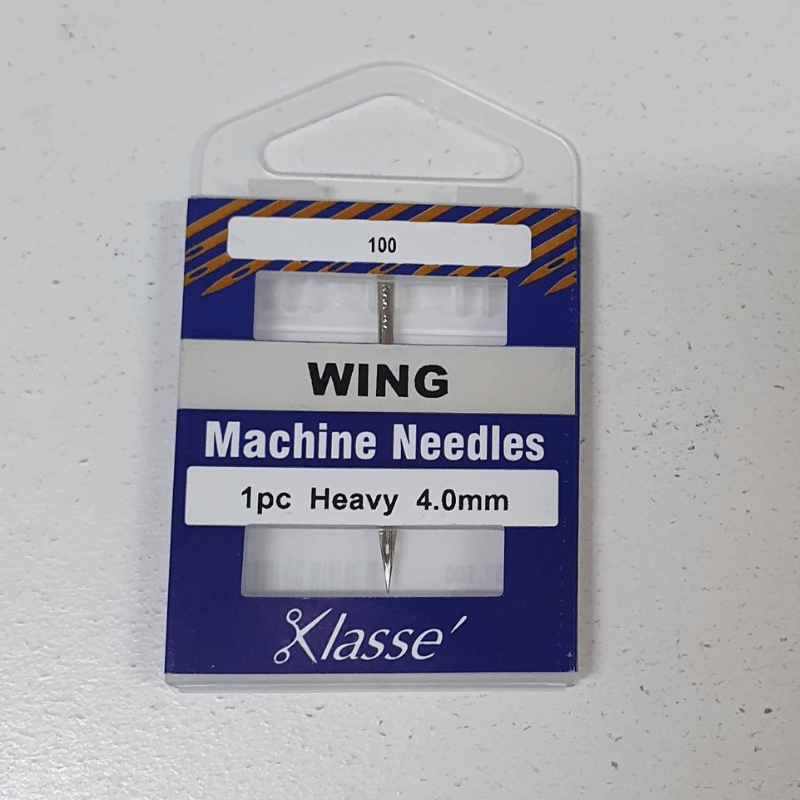 100
WING
Machine Needles
1pc Heavy 4.0mm
Klasse'